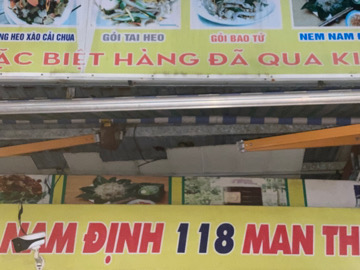 NG HEO XÀO CẢI CHUA GỎI TAI HEO GỎI BAO TỬ NEM NAM
ẶC BIỆT HÀNG ĐÃ QUA KI
NAM ĐỊNH 118 MAN TH